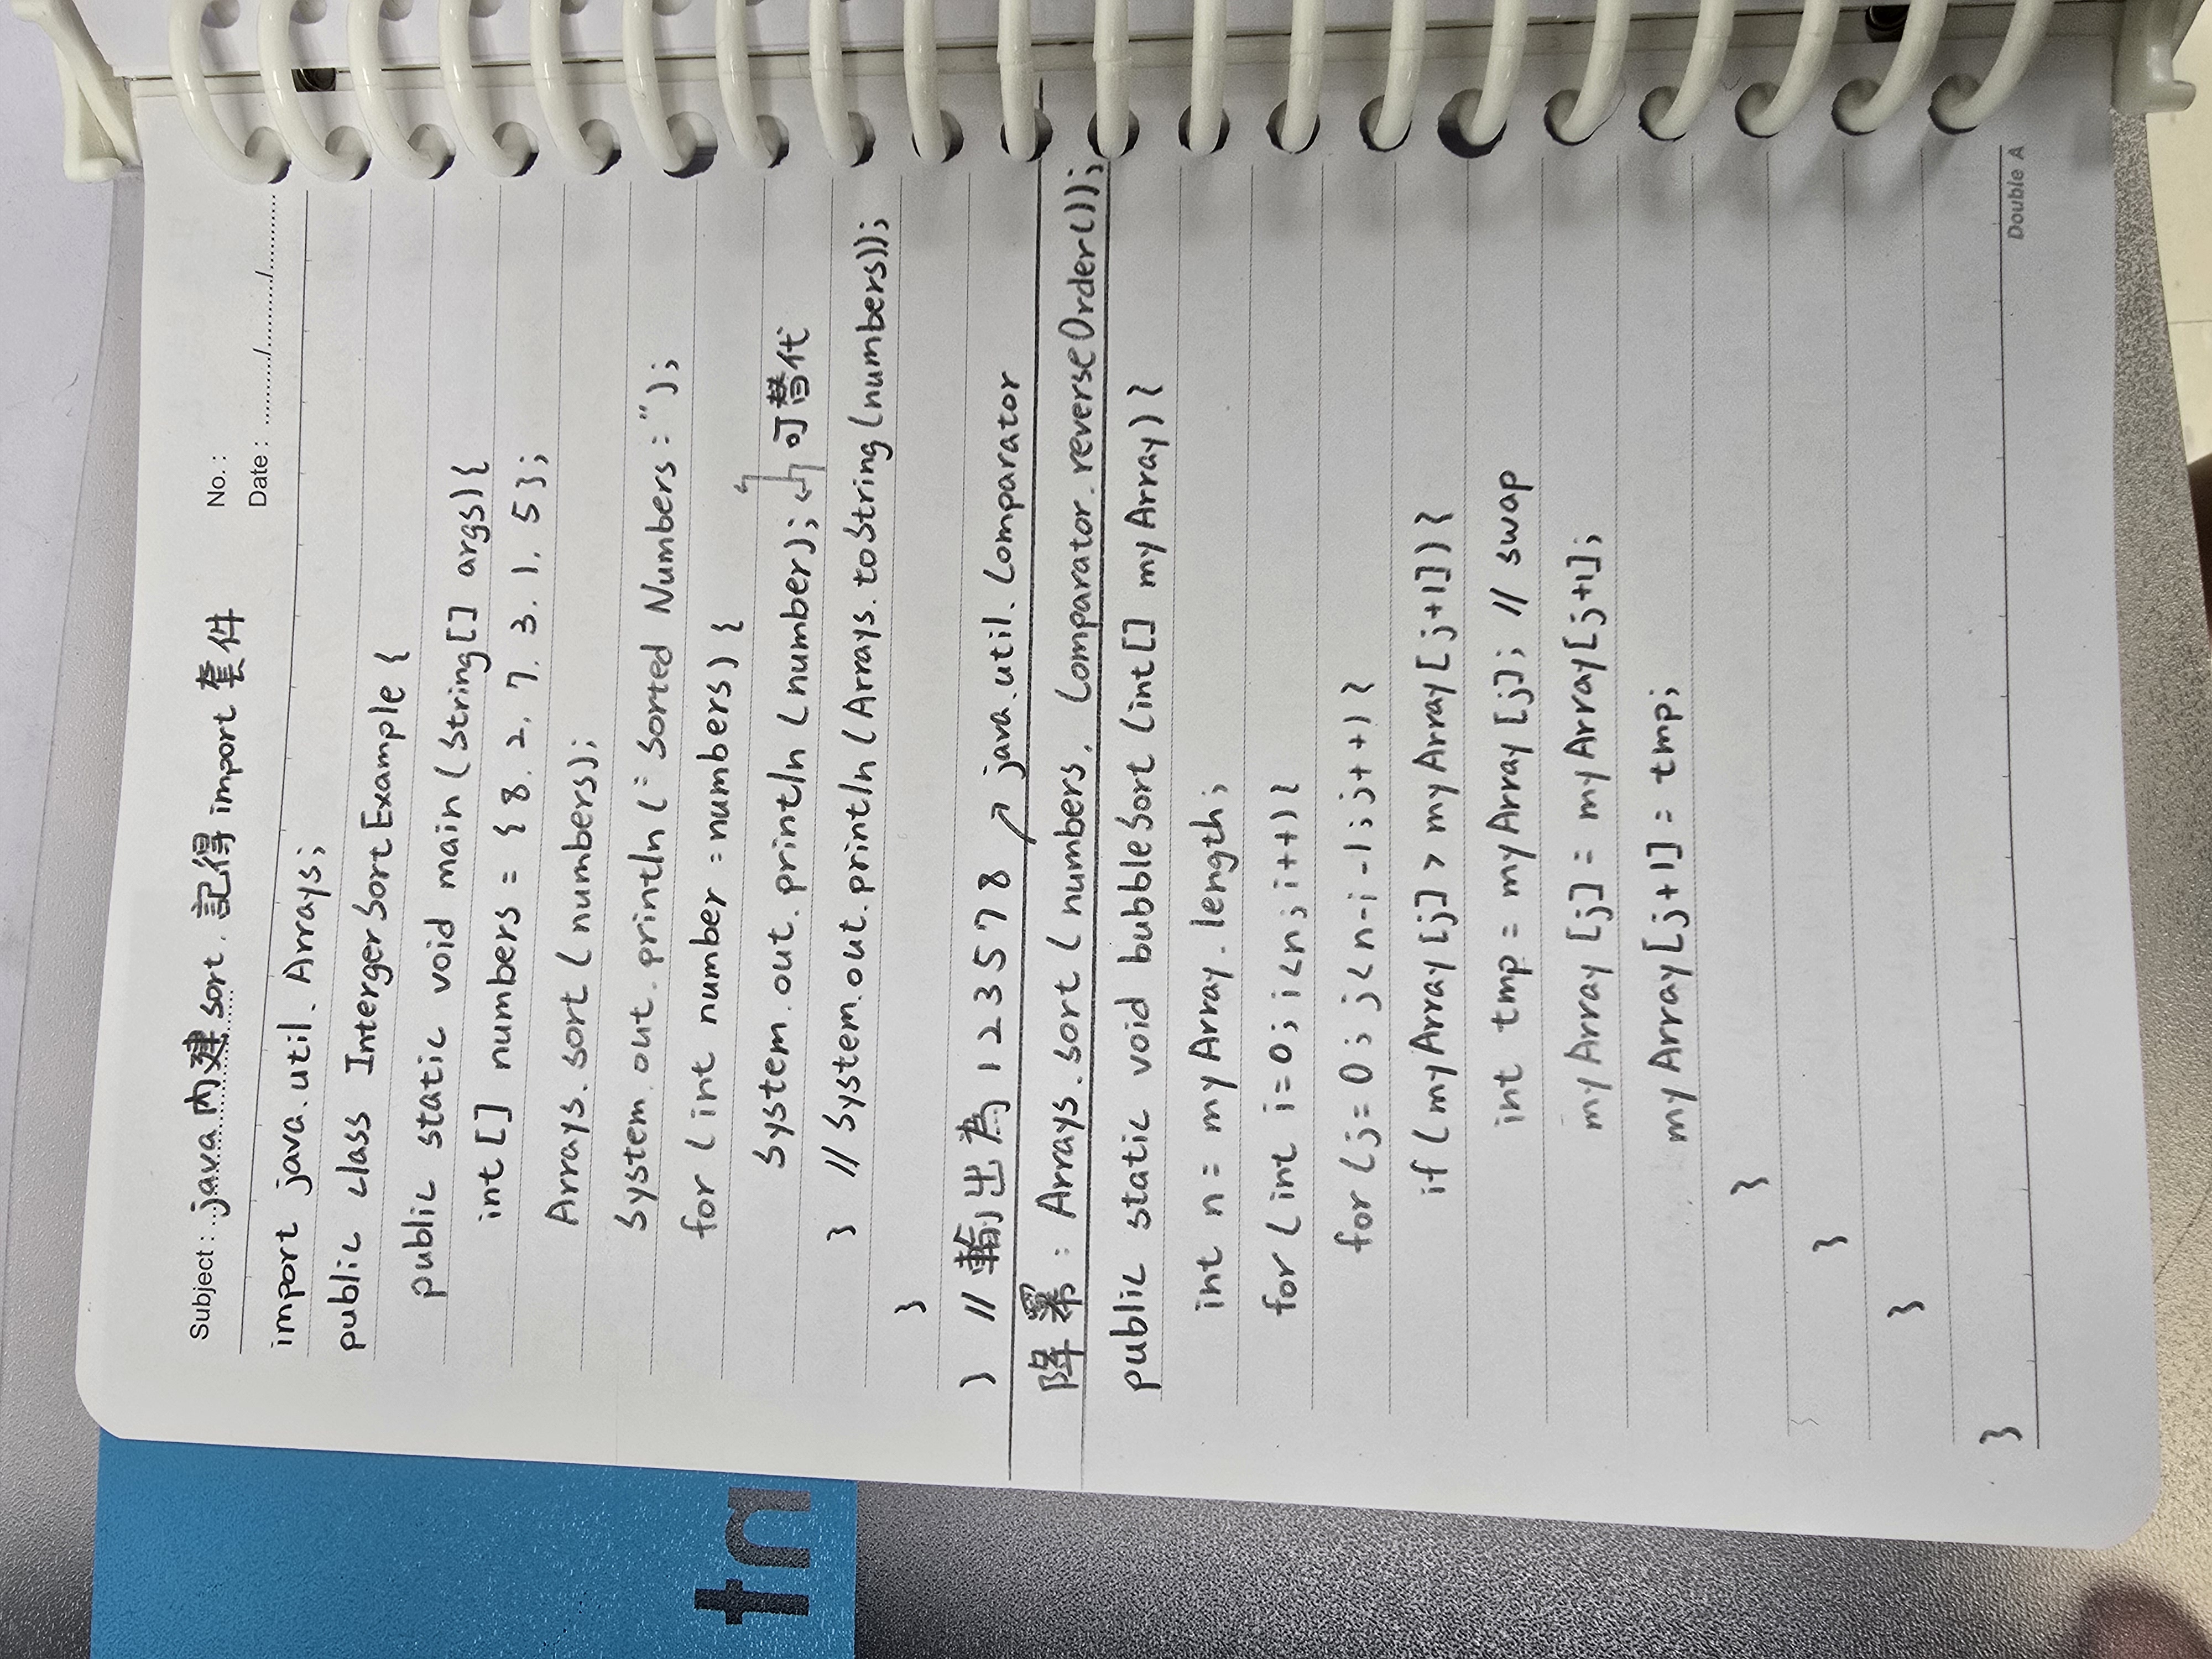 Subject : java 內建 sort. 記得 import 套件
No. :
Date : ........../........../...........
import java.util.Arrays;
public class IntergerSortExample {
public static void main (String[] args){
int [] numbers = {8, 2, 7, 3, 1, 5};
Arrays.sort (numbers);
System.out.println ("Sorted Numbers : ");
for (int number : numbers) {
System.out.println (number); 可替代
} // System.out.println (Arrays.toString (numbers));
}
} // 輸出為 1 2 3 5 7 8 ↗ java.util.Comparator
降冪 : Arrays.sort (numbers, Comparator.reverseOrder());
public static void bubbleSort (int[] myArray) {
int n = myArray.length;
for (int i=0; i<n; i++) {
for (j=0; j<n-i-1; j++) {
if (myArray [j] > myArray [j+1]) {
int tmp = myArray [j]; // swap
myArray [j] = myArray[j+1];
myArray[j+1] = tmp;
}
}
}
}
Double A
tn